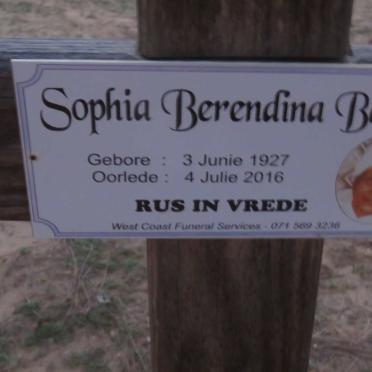 Sophia Berendina
Gebore : 3 Junie 1927
Oorlede : 4 Julie 2016
RUS IN VREDE
West Coast Funeral Services - 071 569 3236